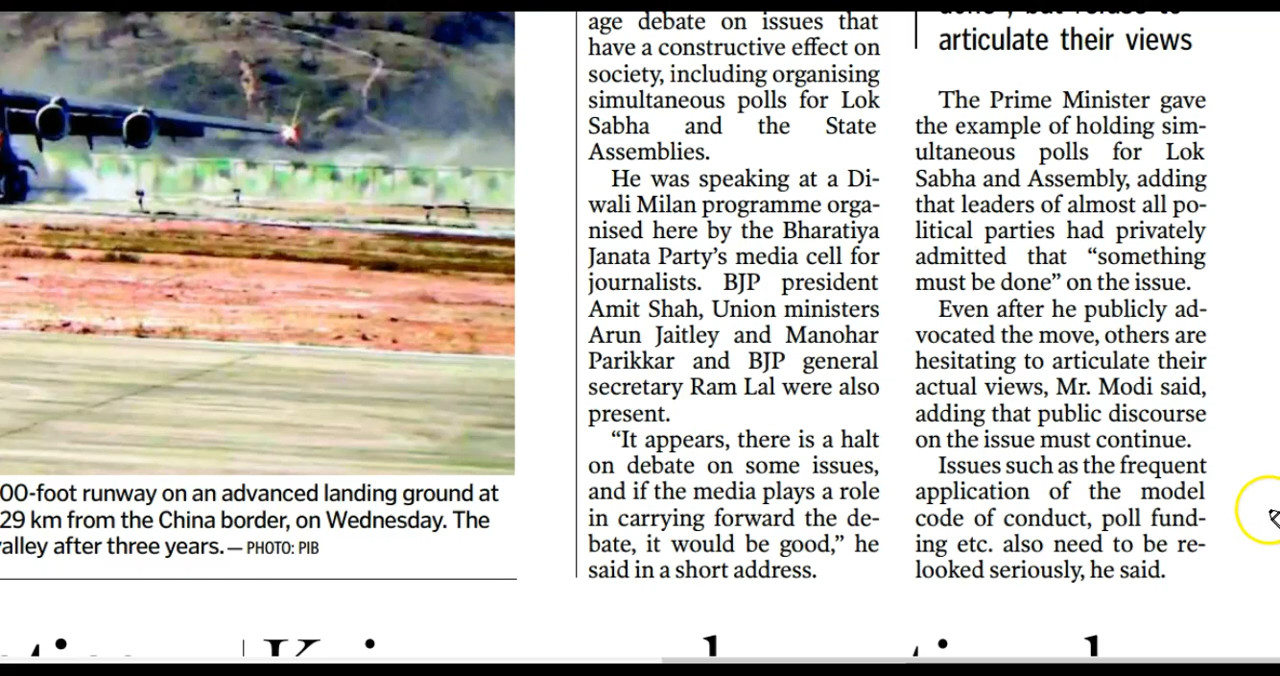 00-foot runway on an advanced landing ground at
29 km from the China border, on Wednesday. The
alley after three years. — PHOTO: PIB
age debate on issues that
have a constructive effect on
society, including organising
simultaneous polls for Lok
Sabha and the State
Assemblies.
He was speaking at a Di-
wali Milan programme orga-
nised here by the Bharatiya
Janata Party’s media cell for
journalists. BJP president
Amit Shah, Union ministers
Arun Jaitley and Manohar
Parikkar and BJP general
secretary Ram Lal were also
present.
“It appears, there is a halt
on debate on some issues,
and if the media plays a role
in carrying forward the de-
bate, it would be good,” he
said in a short address.
done”, but refuse to
articulate their views
The Prime Minister gave
the example of holding sim-
ultaneous polls for Lok
Sabha and Assembly, adding
that leaders of almost all po-
litical parties had privately
admitted that “something
must be done” on the issue.
Even after he publicly ad-
vocated the move, others are
hesitating to articulate their
actual views, Mr. Modi said,
adding that public discourse
on the issue must continue.
Issues such as the frequent
application of the model
code of conduct, poll fund-
ing etc. also need to be re-
looked seriously, he said.